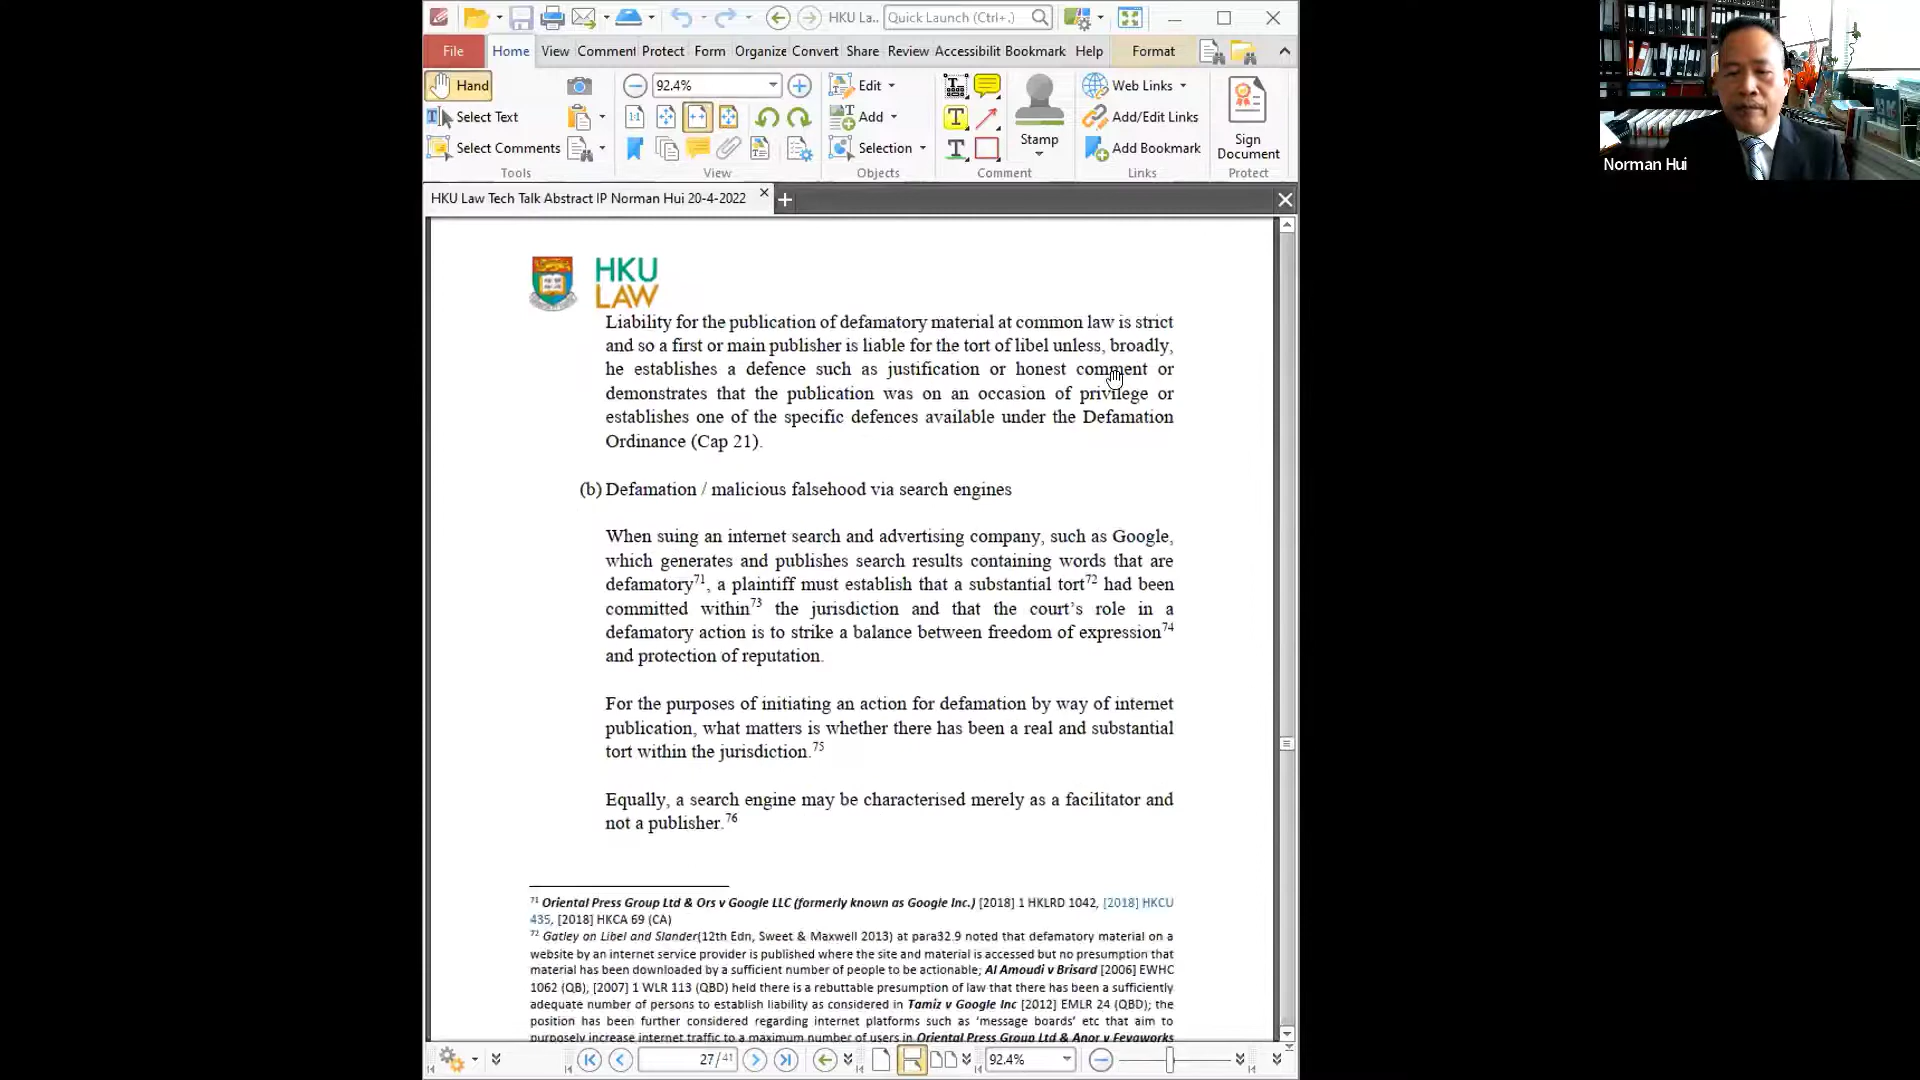 HKU La..
Quick Launch (Ctrl+.)
File Home View Comment Protect Form Organize Convert Share Review Accessibilit Bookmark Help Format
Hand
Select Text
Select Comments
Tools
92.4%
1:1
View
Edit
Add
Selection
Objects
Stamp
Comment
Web Links
Add/Edit Links
Add Bookmark
Links
Sign
Document
Protect
Norman Hui
HKU Law Tech Talk Abstract IP Norman Hui 20-4-2022
HKU
LAW
Liability for the publication of defamatory material at common law is strict
and so a first or main publisher is liable for the tort of libel unless, broadly,
he establishes a defence such as justification or honest comment or
demonstrates that the publication was on an occasion of privilege or
establishes one of the specific defences available under the Defamation
Ordinance (Cap 21).
(b) Defamation / malicious falsehood via search engines
When suing an internet search and advertising company, such as Google,
which generates and publishes search results containing words that are
defamatory71, a plaintiff must establish that a substantial tort72 had been
committed within73 the jurisdiction and that the court's role in a
defamatory action is to strike a balance between freedom of expression74
and protection of reputation.
For the purposes of initiating an action for defamation by way of internet
publication, what matters is whether there has been a real and substantial
tort within the jurisdiction.75
Equally, a search engine may be characterised merely as a facilitator and
not a publisher.76
71 Oriental Press Group Ltd & Ors v Google LLC (formerly known as Google Inc.) [2018] 1 HKLRD 1042, [2018] HKCU
435, [2018] HKCA 69 (CA)
72 Gatley on Libel and Slander(12th Edn, Sweet & Maxwell 2013) at para32.9 noted that defamatory material on a
website by an internet service provider is published where the site and material is accessed but no presumption that
material has been downloaded by a sufficient number of people to be actionable; Al Amoudi v Brisard [2006] EWHC
1062 (QB), [2007] 1 WLR 113 (QBD) held there is a rebuttable presumption of law that there has been a sufficiently
adequate number of persons to establish liability as considered in Tamiz v Google Inc [2012] EMLR 24 (QBD); the
position has been further considered regarding internet platforms such as 'message boards' etc that aim to
purposely increase internet traffic to a maximum number of users in Oriental Press Group Ltd & Anor v Fevaworks
27/41
92.4%